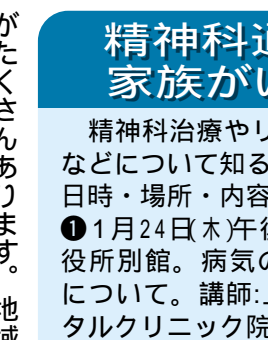 精神科通
家族がい
精神科治療やリ
などについて知る
日時・場所・内容
❶1月24日(木)午後
役所別館。病気の
について。講師:上
タルクリニック院
がたくさんあります。地域